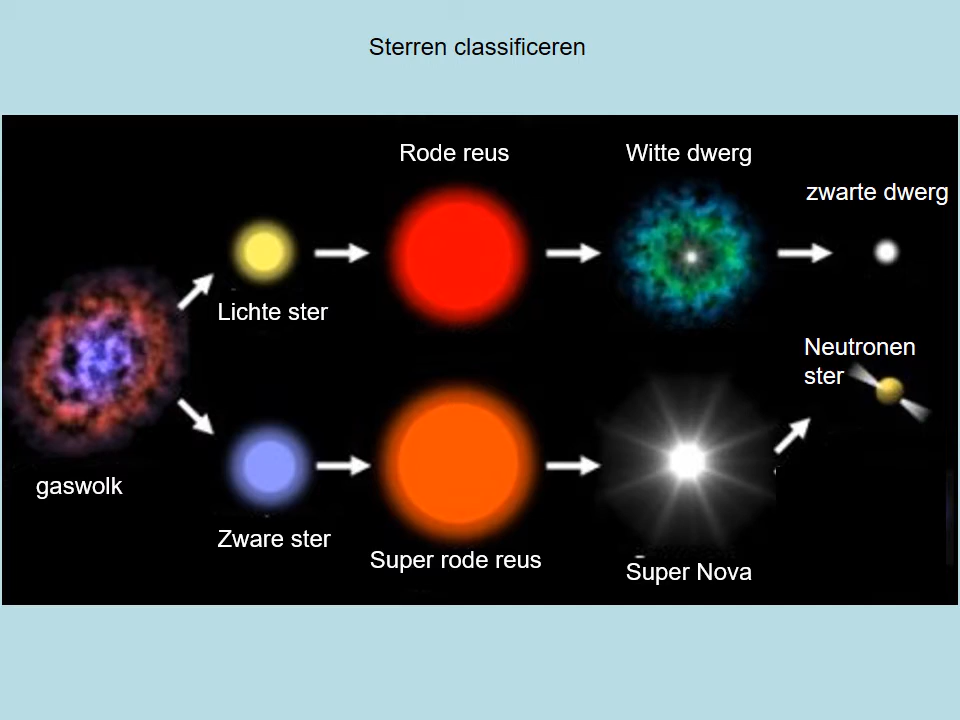 Sterren classificeren
Rode reus
Witte dwerg
zwarte dwerg
Lichte ster
Neutronen
ster
gaswolk
Zware ster
Super rode reus
Super Nova